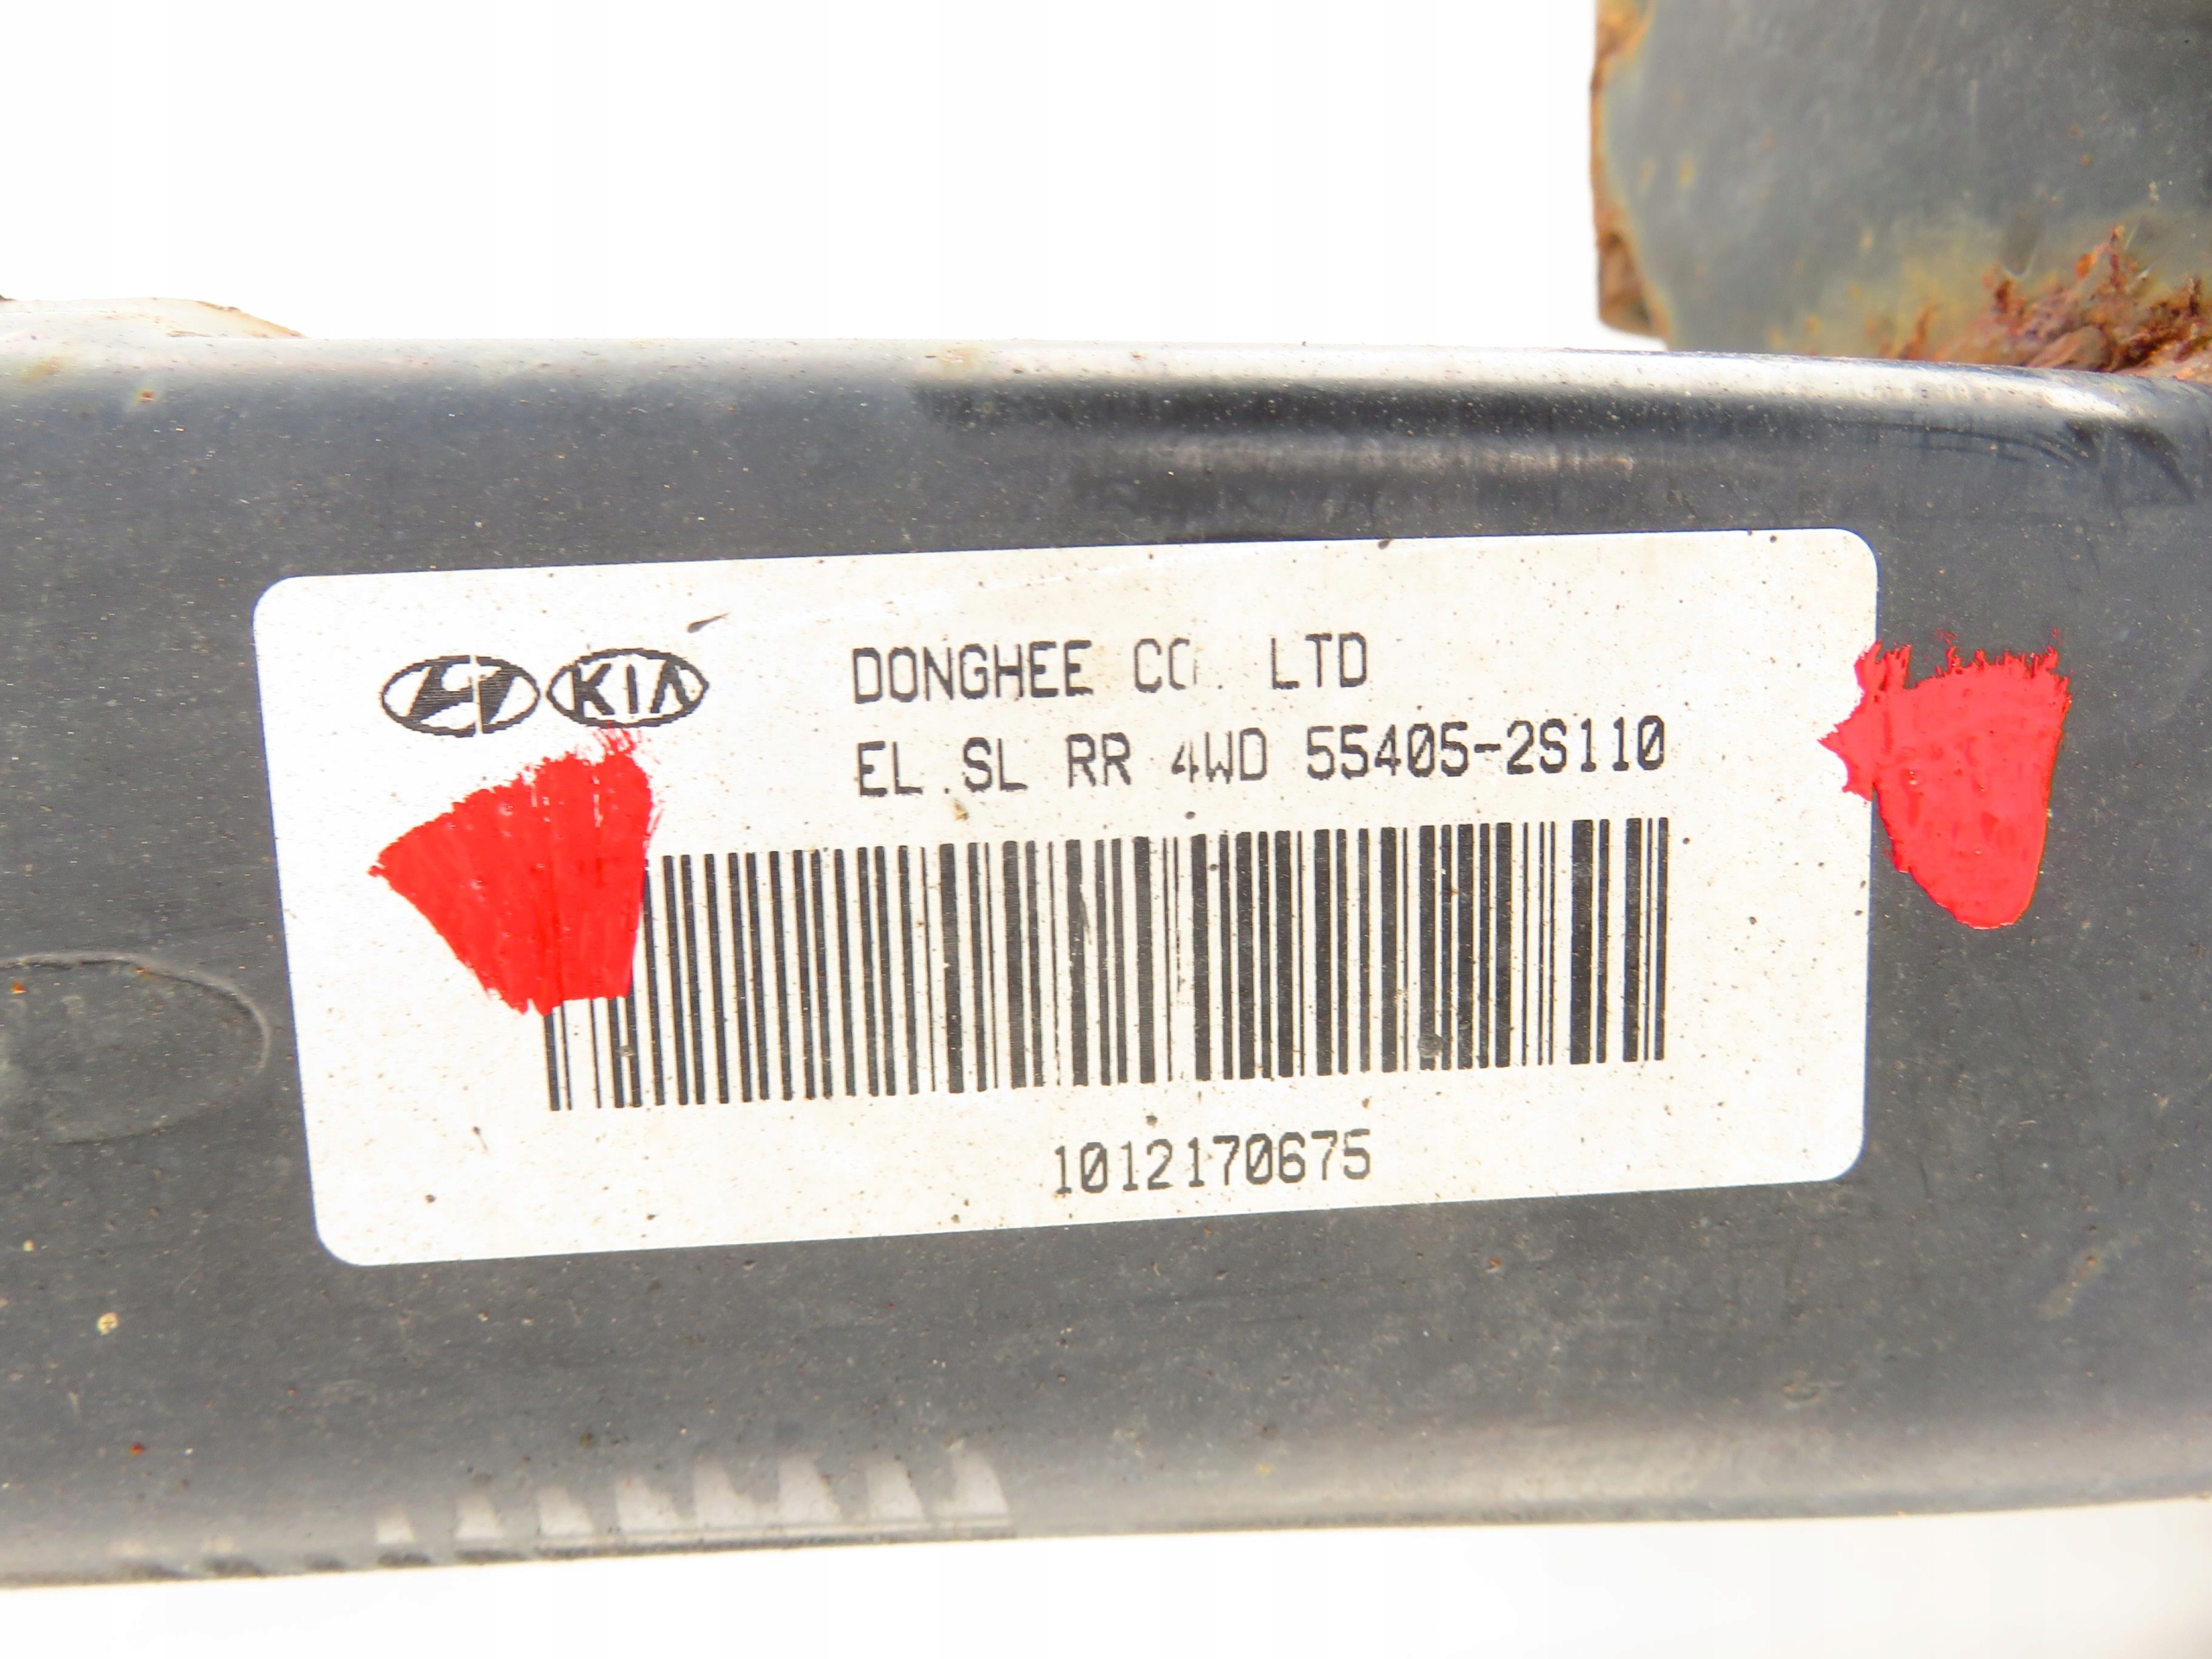 KIA
DONGHEE CO. LTD
EL.SL RR 4WD 55405-2S110
1012170675